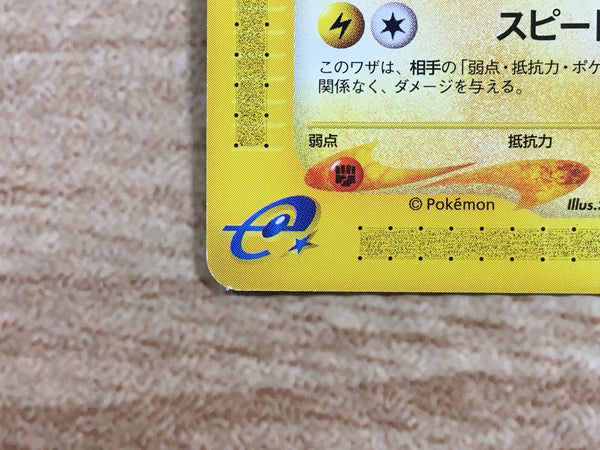 スピード
このワザは、相手の「弱点・抵抗力・ポケ
関係なく、ダメージを与える。
弱点 抵抗力
© Pokémon Illus.
e